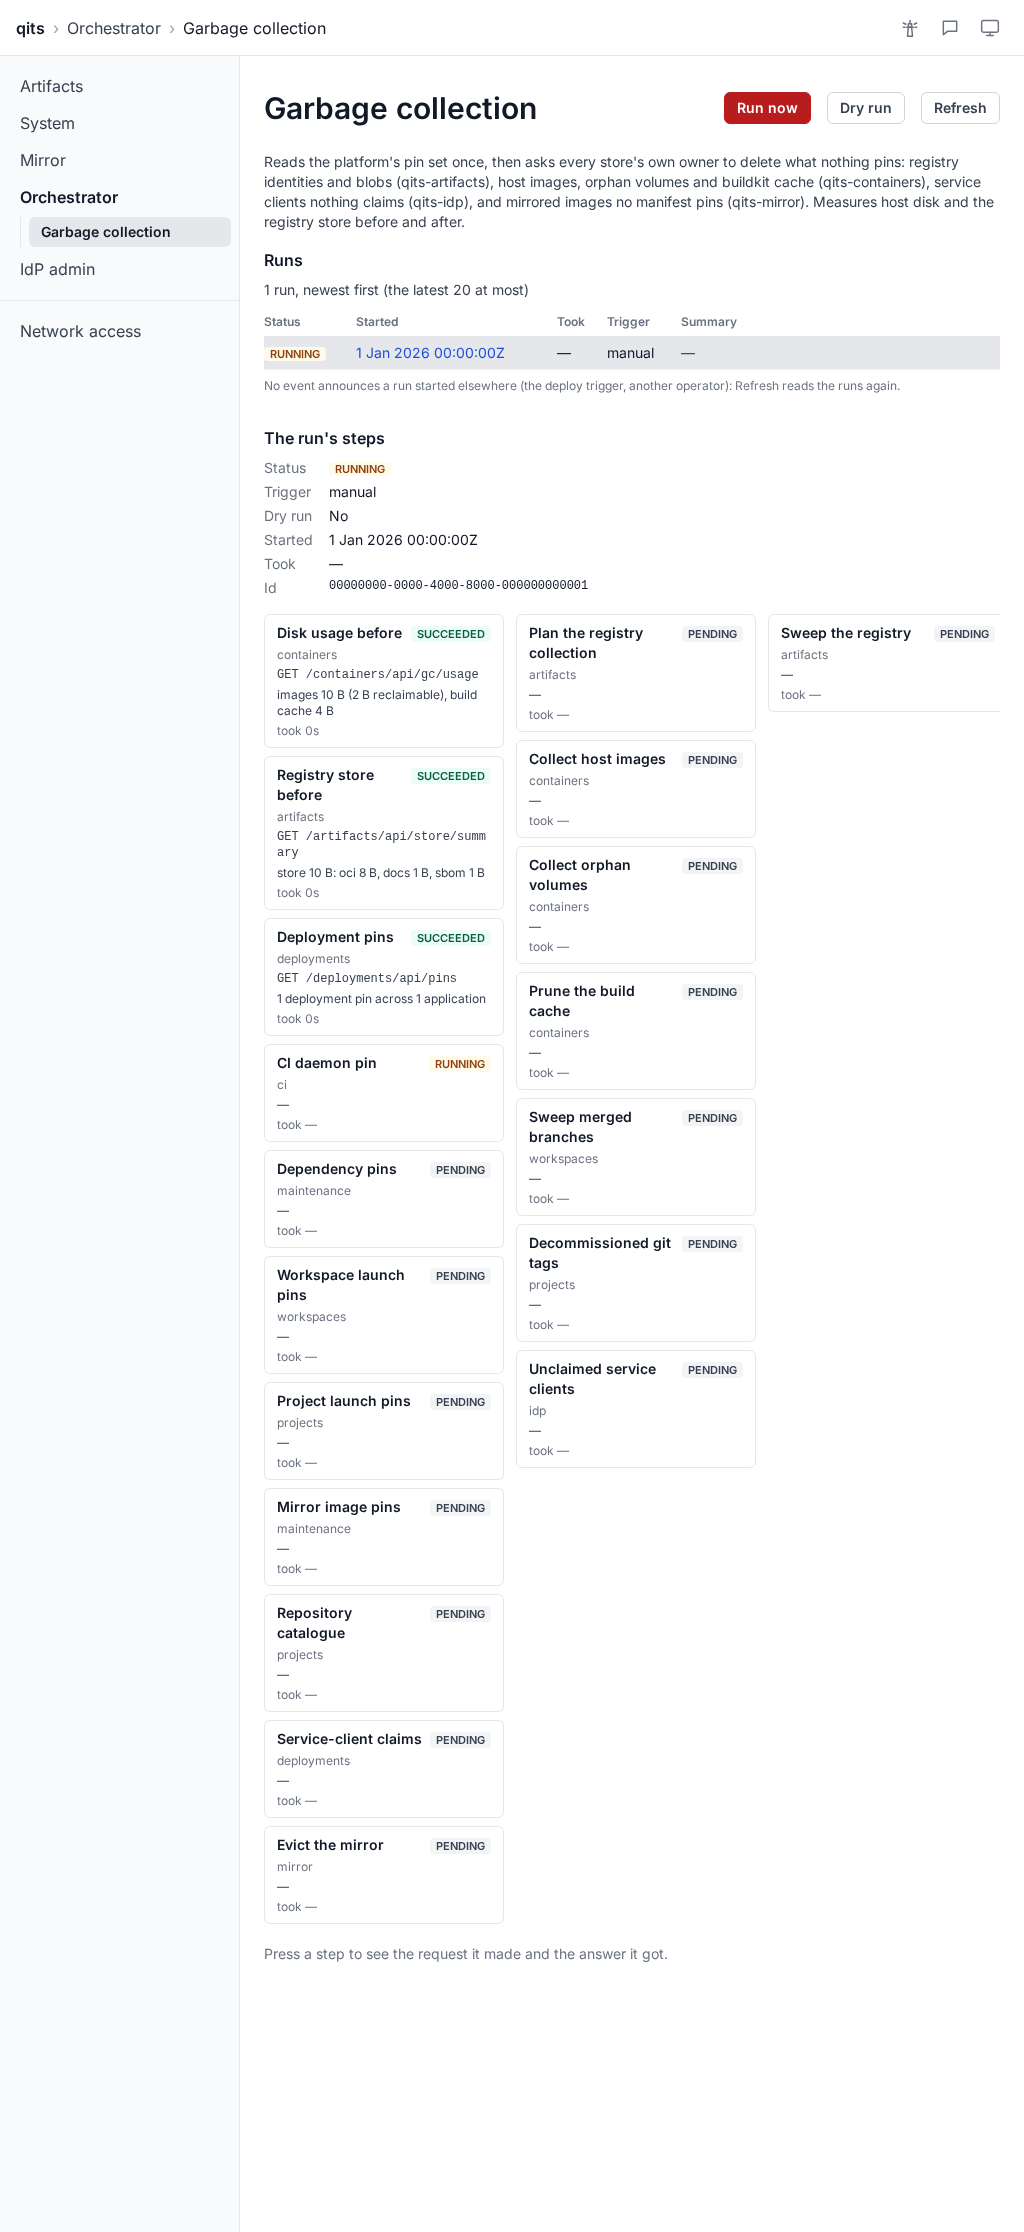 qits › Orchestrator › Garbage collection
Artifacts
System
Mirror
Orchestrator
Garbage collection
IdP admin
Network access
Garbage collection
Run now
Dry run
Refresh
Reads the platform's pin set once, then asks every store's own owner to delete what nothing pins: registry
identities and blobs (qits-artifacts), host images, orphan volumes and buildkit cache (qits-containers), service
clients nothing claims (qits-idp), and mirrored images no manifest pins (qits-mirror). Measures host disk and the
registry store before and after.
Runs
1 run, newest first (the latest 20 at most)
Status Started Took Trigger Summary
RUNNING 1 Jan 2026 00:00:00Z — manual —
No event announces a run started elsewhere (the deploy trigger, another operator): Refresh reads the runs again.
The run's steps
Status RUNNING
Trigger manual
Dry run No
Started 1 Jan 2026 00:00:00Z
Took —
Id 00000000-0000-4000-8000-000000000001
Disk usage before SUCCEEDED
containers
GET /containers/api/gc/usage
images 10 B (2 B reclaimable), build
cache 4 B
took 0s
Registry store SUCCEEDED
before
artifacts
GET /artifacts/api/store/summ
ary
store 10 B: oci 8 B, docs 1 B, sbom 1 B
took 0s
Deployment pins SUCCEEDED
deployments
GET /deployments/api/pins
1 deployment pin across 1 application
took 0s
CI daemon pin RUNNING
ci
—
took —
Dependency pins PENDING
maintenance
—
took —
Workspace launch PENDING
pins
workspaces
—
took —
Project launch pins PENDING
projects
—
took —
Mirror image pins PENDING
maintenance
—
took —
Repository PENDING
catalogue
projects
—
took —
Service-client claims PENDING
deployments
—
took —
Evict the mirror PENDING
mirror
—
took —
Plan the registry PENDING
collection
artifacts
—
took —
Collect host images PENDING
containers
—
took —
Collect orphan PENDING
volumes
containers
—
took —
Prune the build PENDING
cache
containers
—
took —
Sweep merged PENDING
branches
workspaces
—
took —
Decommissioned git PENDING
tags
projects
—
took —
Unclaimed service PENDING
clients
idp
—
took —
Sweep the registry PENDING
artifacts
—
took —
Press a step to see the request it made and the answer it got.